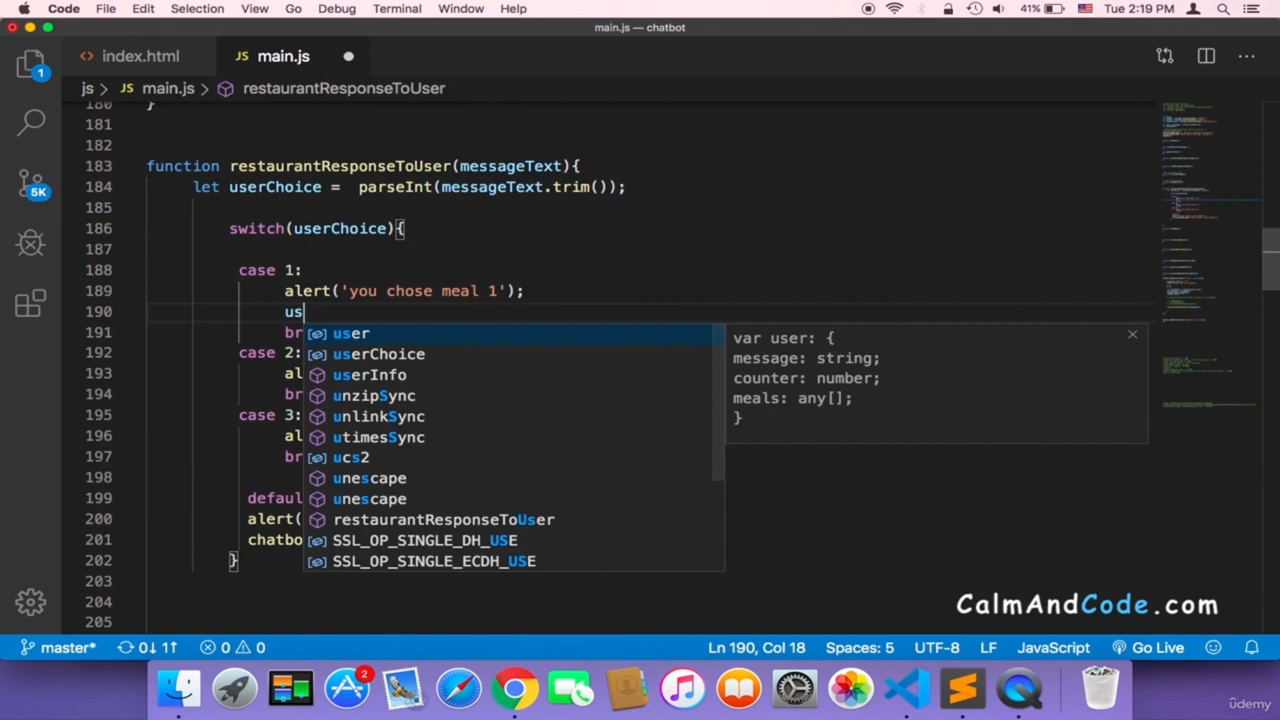 Code File Edit Selection View Go Debug Terminal Window Help 41% Tue 2:19 PM
main.js — chatbot
index.html JS main.js
js > JS main.js > restaurantResponseToUser
180 }
181
182
183 function restaurantResponseToUser(messageText){
184 let userChoice = parseInt(messageText.trim());
185
186 switch(userChoice){
187
188 case 1:
189 alert('you chose meal 1');
190 us
191 br
192 case 2:
193 al
194 br
195 case 3:
196 al
197 br
198
199 defaul
200 alert(
201 chatbo
202 }
203
204
205
user
userChoice
userInfo
unzipSync
unlinkSync
utimesSync
ucs2
unescape
unescape
restaurantResponseToUser
SSL_OP_SINGLE_DH_USE
SSL_OP_SINGLE_ECDH_USE
var user: {
message: string;
counter: number;
meals: any[];
}
1
5K
CalmAndCode.com
master* 0↓ 1↑ 0 0 Ln 190, Col 18 Spaces: 5 UTF-8 LF JavaScript Go Live
2
ûdemy